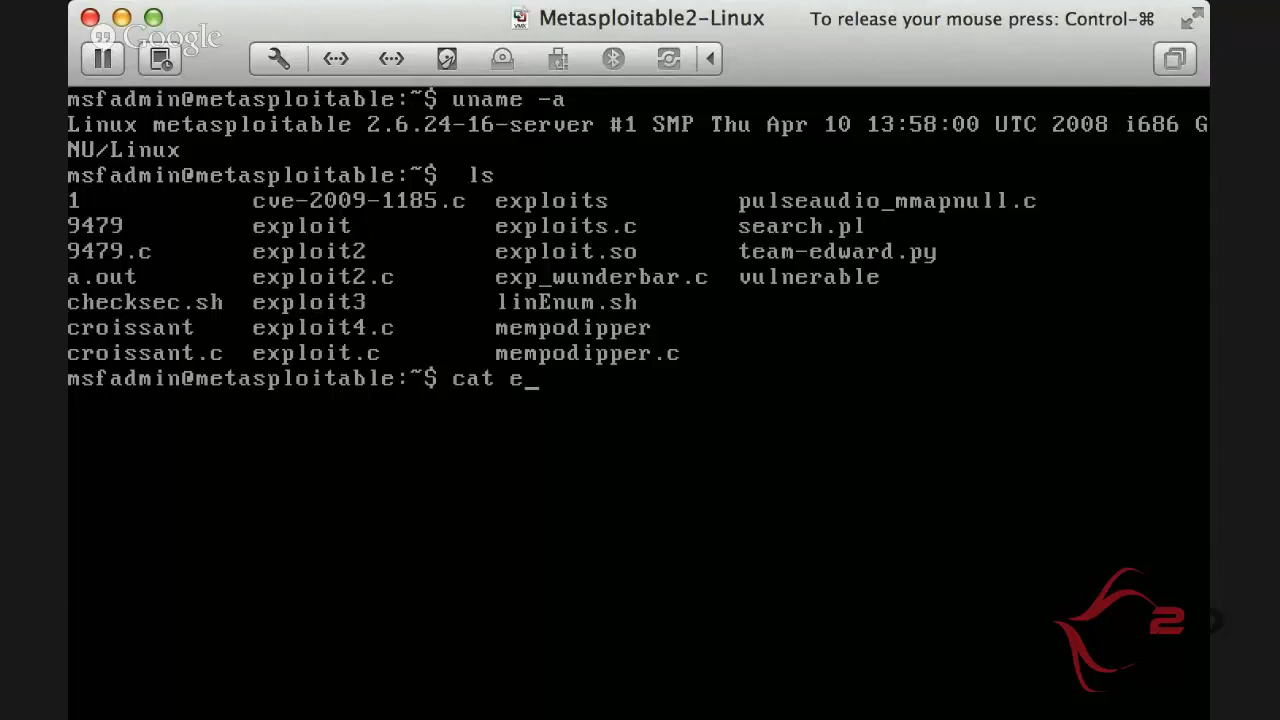 Metasploitable2-Linux
To release your mouse press: Control-⌘
Google
msfadmin@metasploitable:~$ uname -a
Linux metasploitable 2.6.24-16-server #1 SMP Thu Apr 10 13:58:00 UTC 2008 i686 G
NU/Linux
msfadmin@metasploitable:~$  ls
1 cve-2009-1185.c exploits pulseaudio_mmapnull.c
9479 exploit exploits.c search.pl
9479.c exploit2 exploit.so team-edward.py
a.out exploit2.c exp_wunderbar.c vulnerable
checksec.sh exploit3 linEnum.sh
croissant exploit4.c mempodipper
croissant.c exploit.c mempodipper.c
msfadmin@metasploitable:~$ cat e_
2